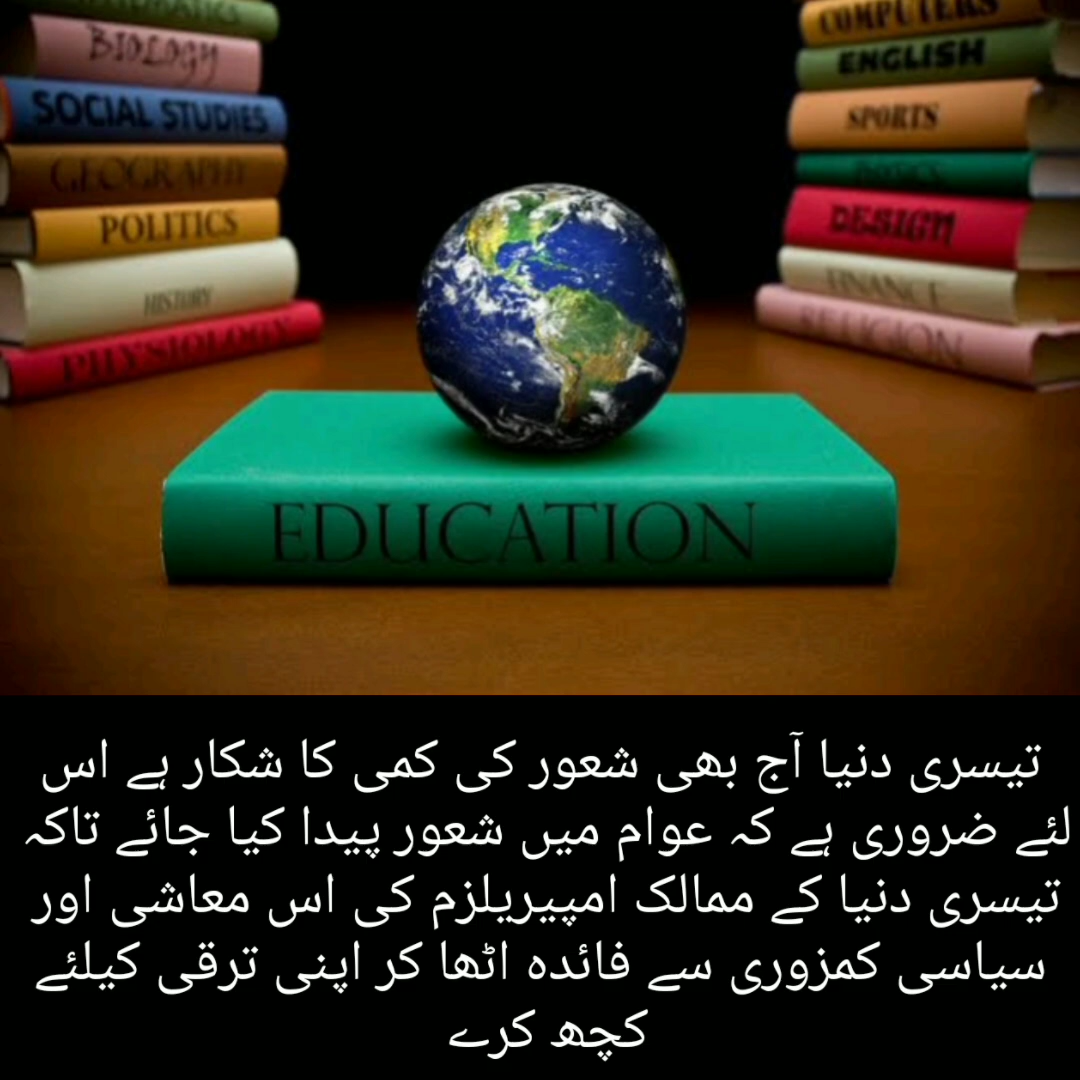 MATHEMATICS
BIOLOGY
SOCIAL STUDIES
GEOGRAPHY
POLITICS
HISTORY
PHYSIOLOGY
COMPUTERS
ENGLISH
SPORTS
DESIGN
FINANCE
RELIGION
EDUCATION
تیسری دنیا آج بھی شعور کی کمی کا شکار ہے اس
لئے ضروری ہے کہ عوام میں شعور پیدا کیا جائے تاکہ
تیسری دنیا کے ممالک امپیریلزم کی اس معاشی اور
سیاسی کمزوری سے فائدہ اٹھا کر اپنی ترقی کیلئے
کچھ کرے